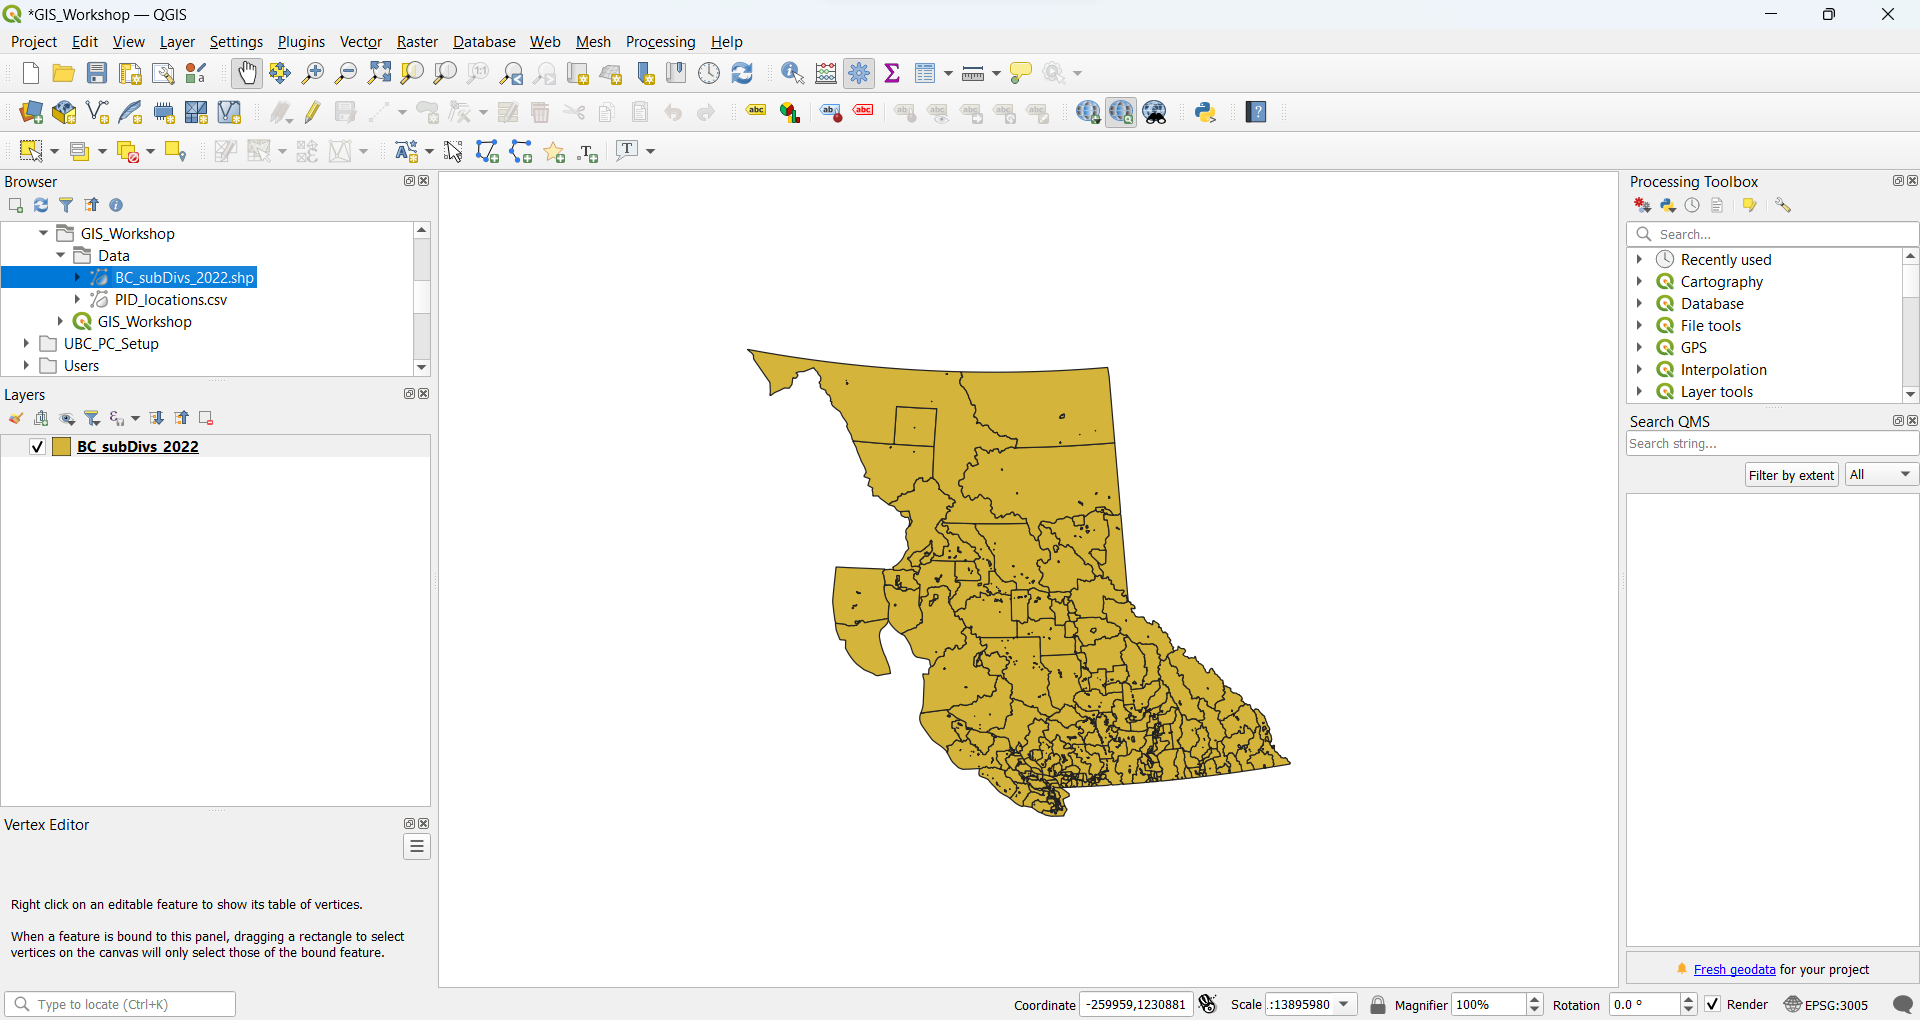 *GIS_Workshop — QGIS
Project Edit View Layer Settings Plugins Vector Raster Database Web Mesh Processing Help
Browser
GIS_Workshop
Data
BC_subDivs_2022.shp
PID_locations.csv
GIS_Workshop
UBC_PC_Setup
Users
Layers
BC subDivs 2022
Vertex Editor
Right click on an editable feature to show its table of vertices.
When a feature is bound to this panel, dragging a rectangle to select
vertices on the canvas will only select those of the bound feature.
Processing Toolbox
Search...
Recently used
Cartography
Database
File tools
GPS
Interpolation
Layer tools
Search QMS
Search string...
Filter by extent All
Fresh geodata for your project
Type to locate (Ctrl+K)
Coordinate -259959,1230881 Scale :13895980 Magnifier 100% Rotation 0.0 ° Render EPSG:3005